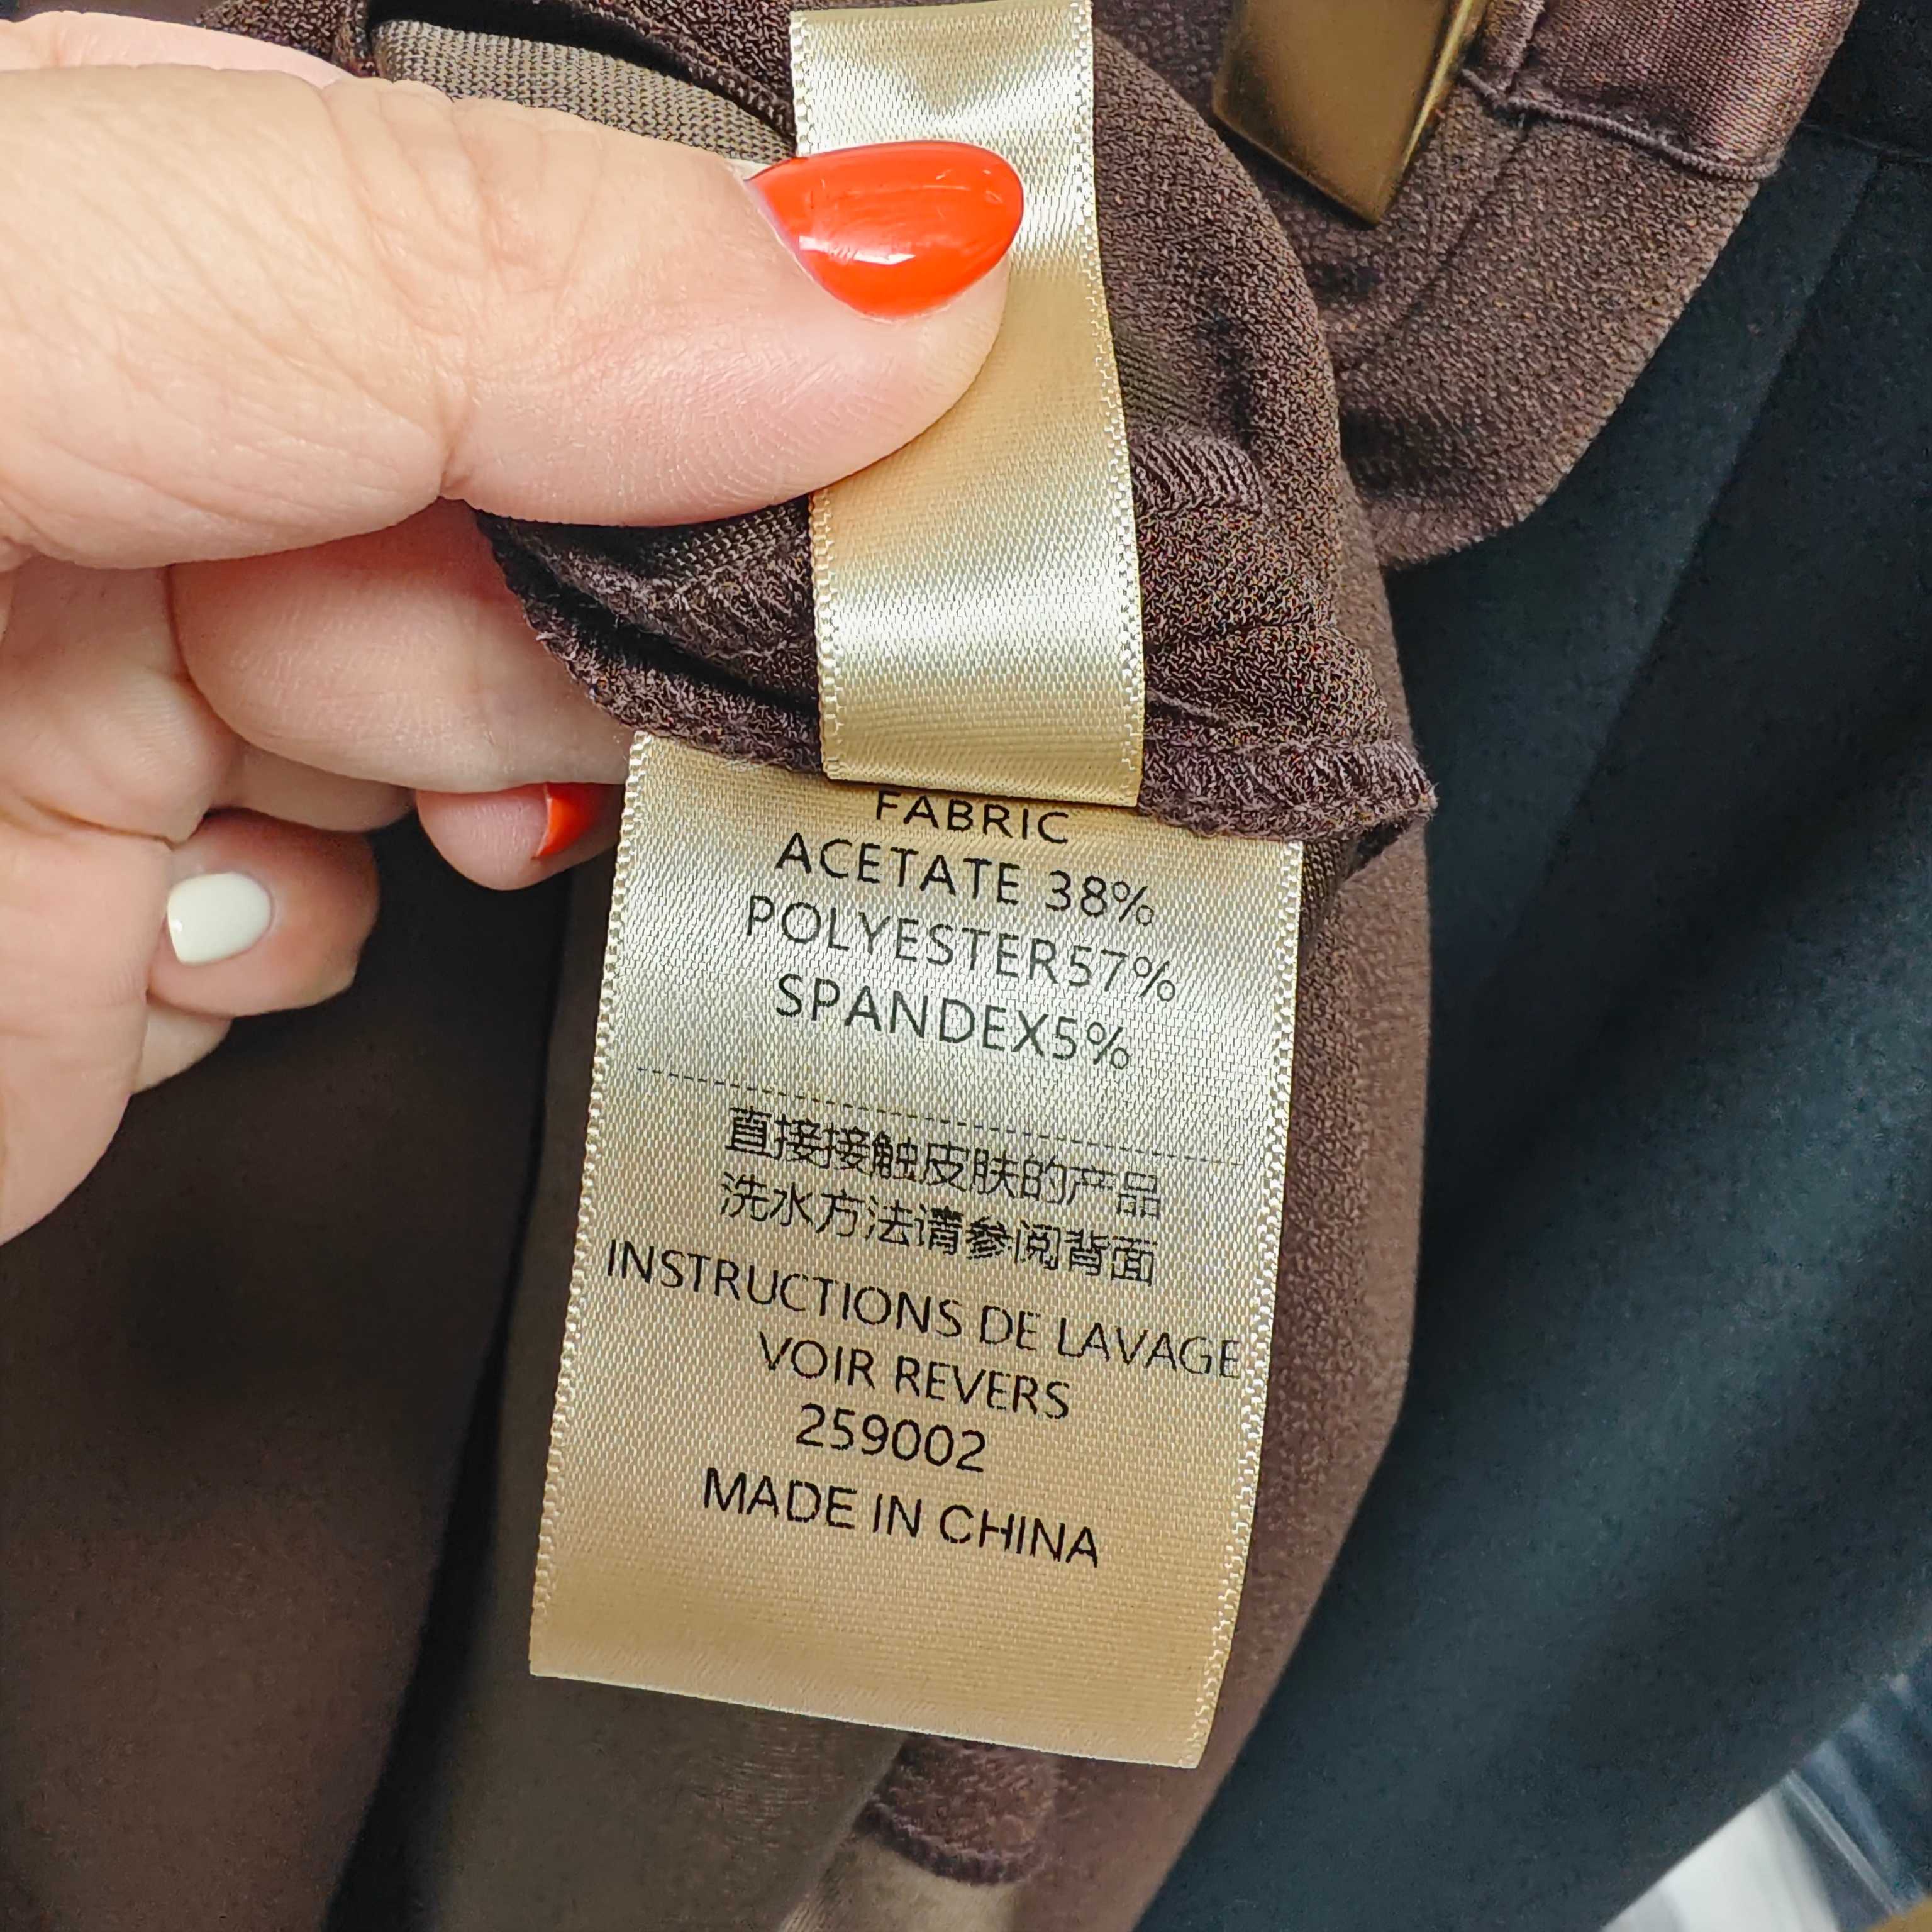 FABRIC
ACETATE 38%
POLYESTER57%
SPANDEX5%
直接接触皮肤的产品
洗水方法请参阅背面
INSTRUCTIONS DE LAVAGE
VOIR REVERS
259002
MADE IN CHINA